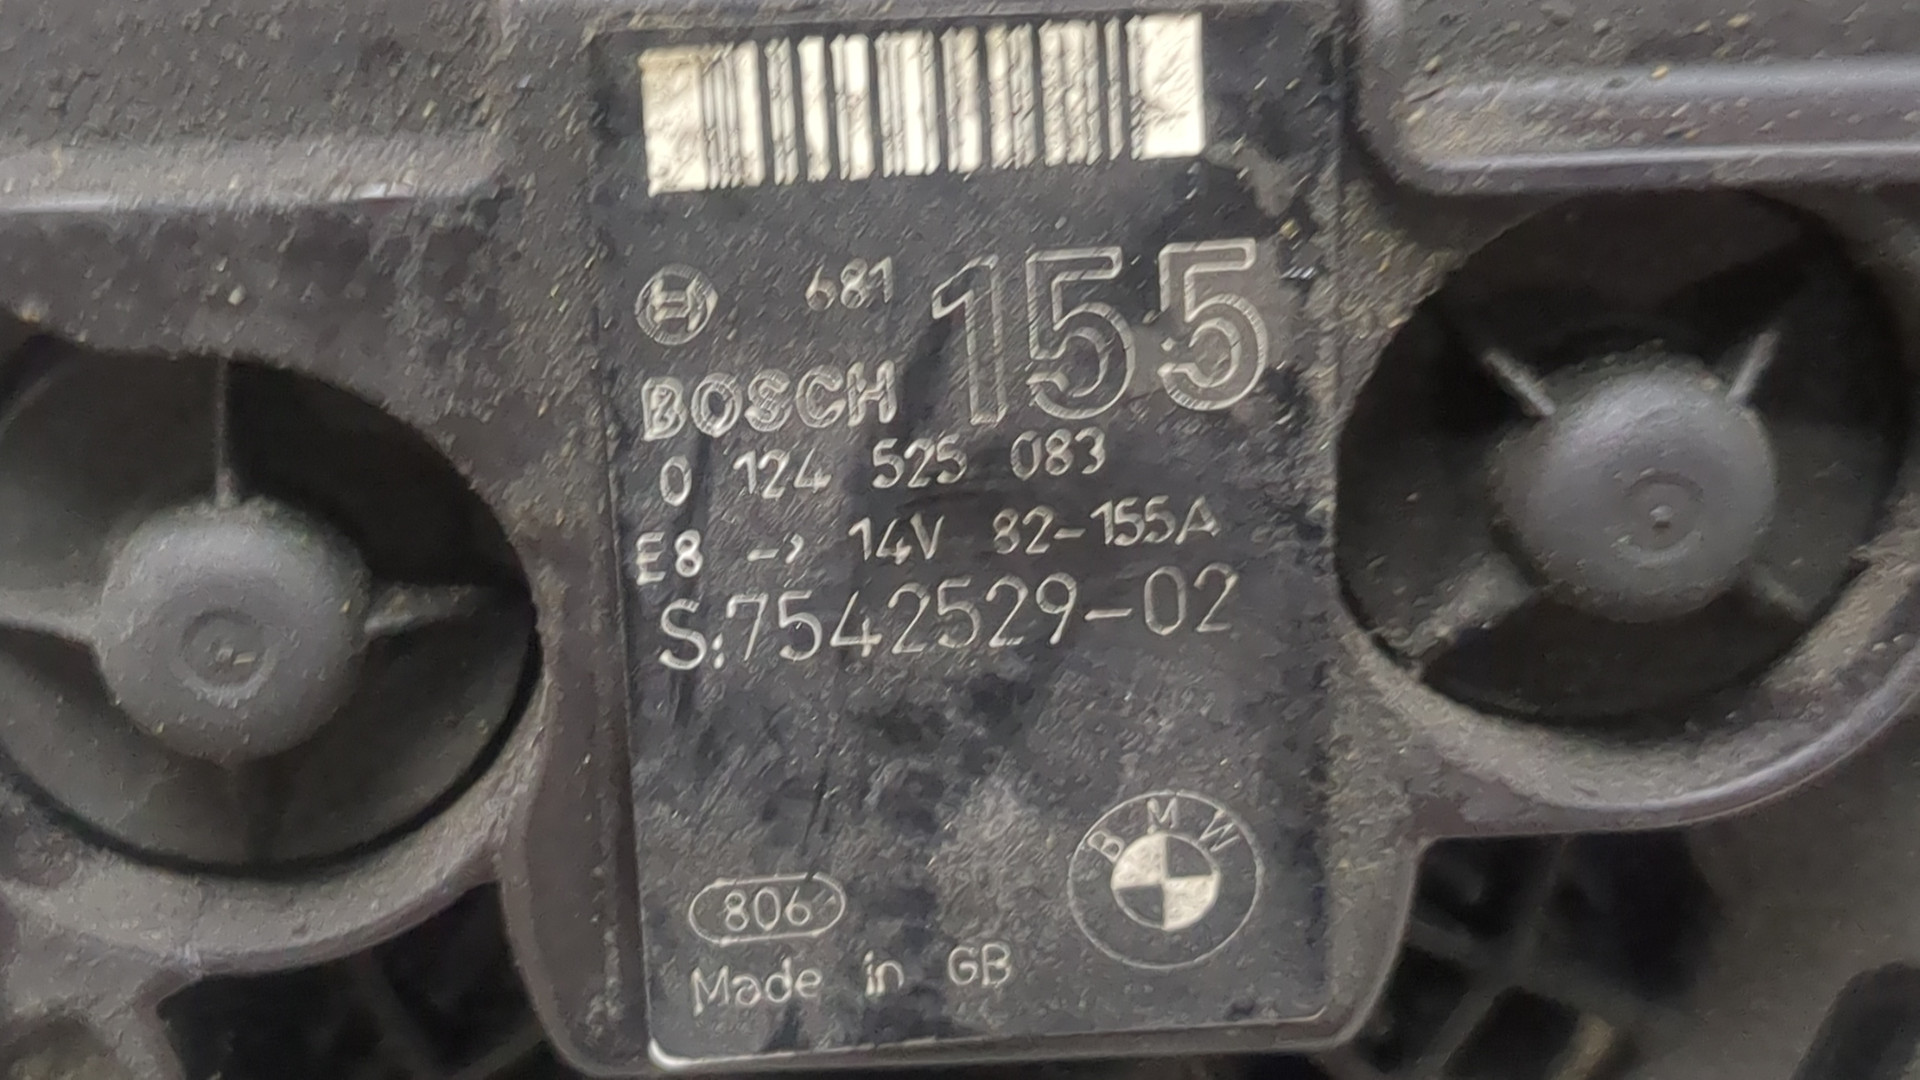 681 155
BOSCH
0 124 525 083
E8 -> 14V 82-155A
S:7542529-02
BMW
806
Made in GB